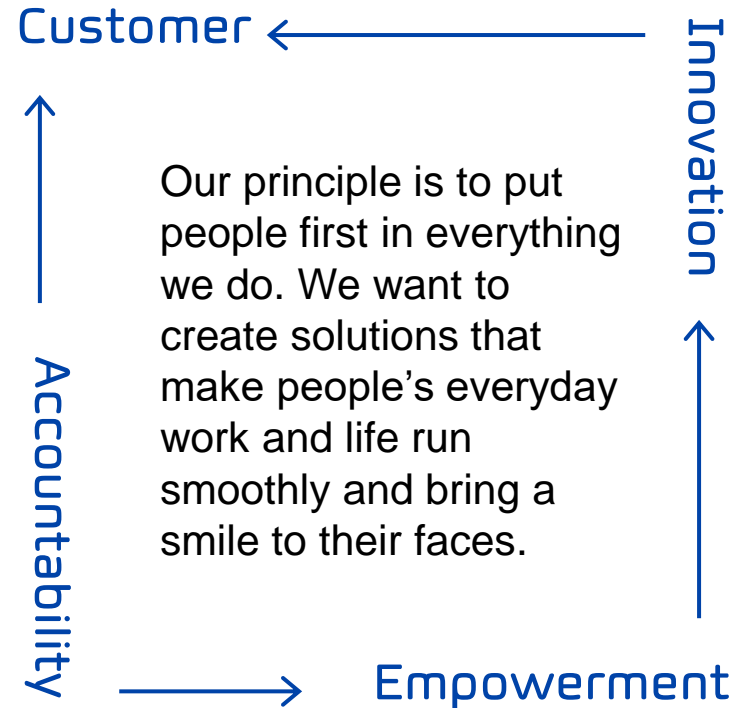 Customer
Innovation
Our principle is to put
people first in everything
we do. We want to
create solutions that
make people’s everyday
work and life run
smoothly and bring a
smile to their faces.
Accountability
Empowerment